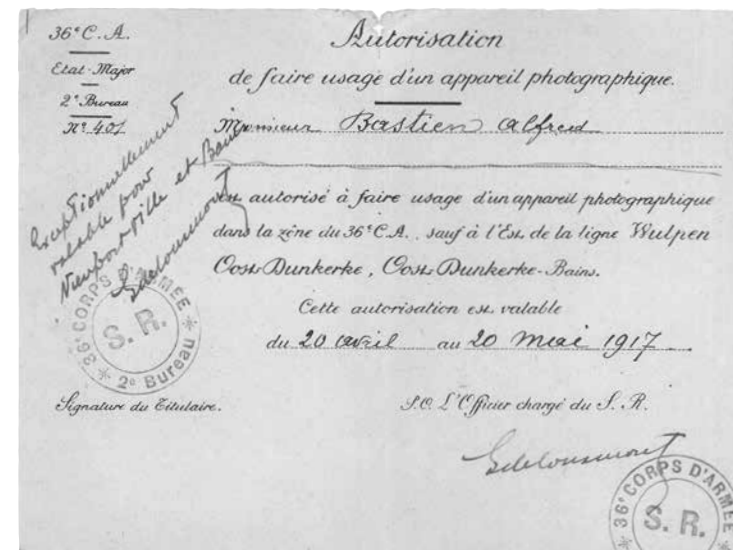 36e C. A.
Etat-Major
2e Bureau
No 401
Autorisation
de faire usage d'un appareil photographique.
Monsieur Bastien Alfred
est autorisé à faire usage d'un appareil photographique
dans la zône du 36e C.A., sauf à l'Est de la ligne Wulpen
Oost-Dunkerke, Oost-Dunkerke-Bains.
Cette autorisation est valable
du 20 avril au 20 mai 1917
Exceptionnellement
valable pour
Nieuport-Ville et Bains
36e CORPS D'ARMÉE
S. R.
2e Bureau
Signature du Titulaire.
P.O. L'Officier chargé du S. R.
36e CORPS D'ARMÉE
S. R.